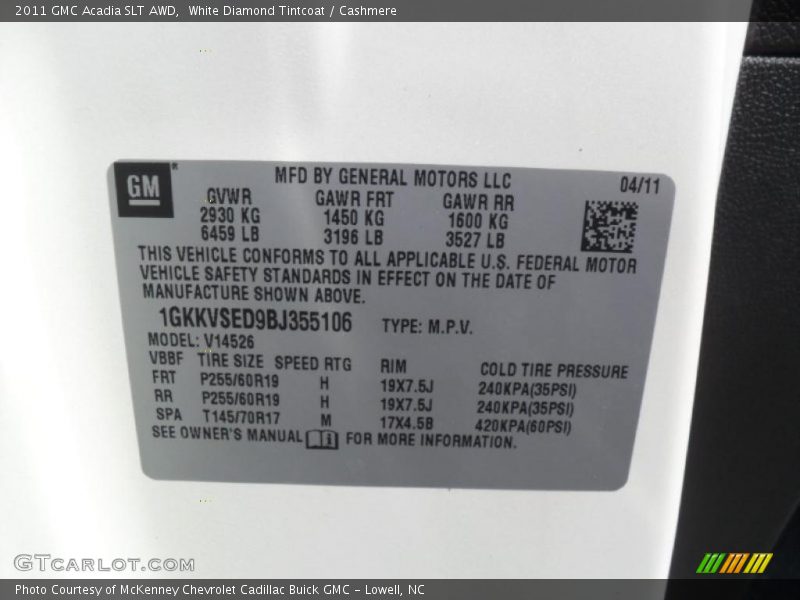 2011 GMC Acadia SLT AWD, White Diamond Tintcoat / Cashmere
GM
MFD BY GENERAL MOTORS LLC 04/11
GVWR GAWR FRT GAWR RR
2930 KG 1450 KG 1600 KG
6459 LB 3196 LB 3527 LB
THIS VEHICLE CONFORMS TO ALL APPLICABLE U.S. FEDERAL MOTOR
VEHICLE SAFETY STANDARDS IN EFFECT ON THE DATE OF
MANUFACTURE SHOWN ABOVE.
1GKKVSED9BJ355106 TYPE: M.P.V.
MODEL: V14526
VBBF TIRE SIZE SPEED RTG RIM COLD TIRE PRESSURE
FRT P255/60R19 H 19X7.5J 240KPA(35PSI)
RR P255/60R19 H 19X7.5J 240KPA(35PSI)
SPA T145/70R17 M 17X4.5B 420KPA(60PSI)
SEE OWNER'S MANUAL FOR MORE INFORMATION.
GTCARLOT.COM
Photo Courtesy of McKenney Chevrolet Cadillac Buick GMC - Lowell, NC